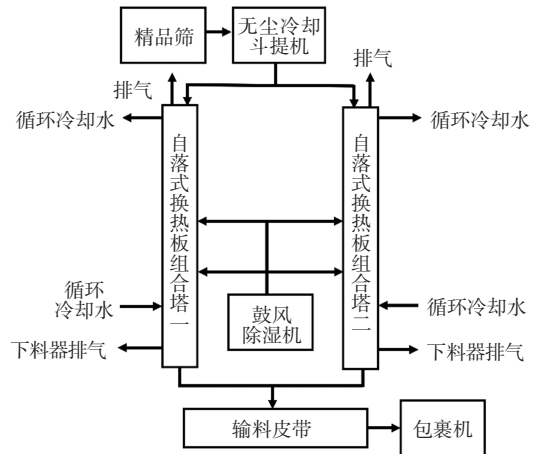 精品筛
无尘冷却
斗提机
排气
排气
循环冷却水
循环冷却水
自落式换热板组合塔一
自落式换热板组合塔二
循环
冷却水
鼓风
除湿机
循环冷却水
下料器排气
下料器排气
输料皮带
包裹机